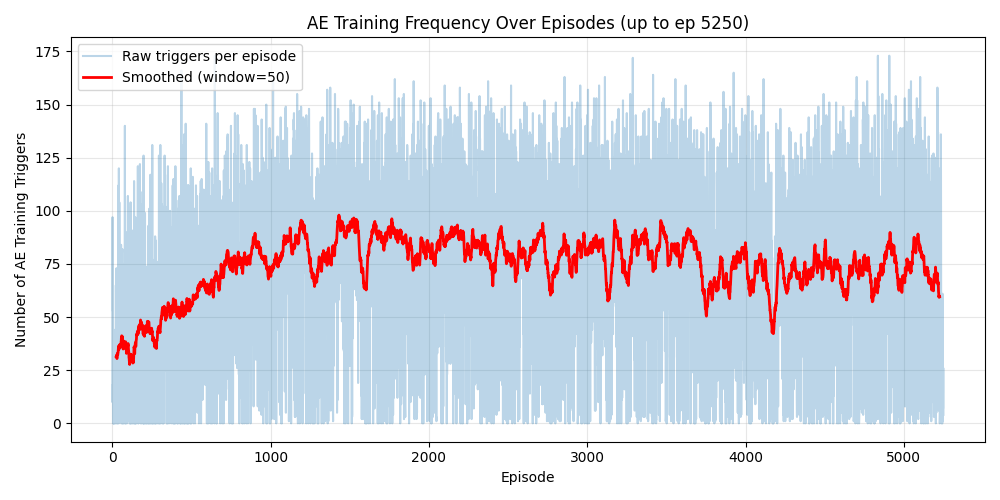 AE Training Frequency Over Episodes (up to ep 5250)
Raw triggers per episode
Smoothed (window=50)
Number of AE Training Triggers
175
150
125
100
75
50
25
0
0 1000 2000 3000 4000 5000
Episode